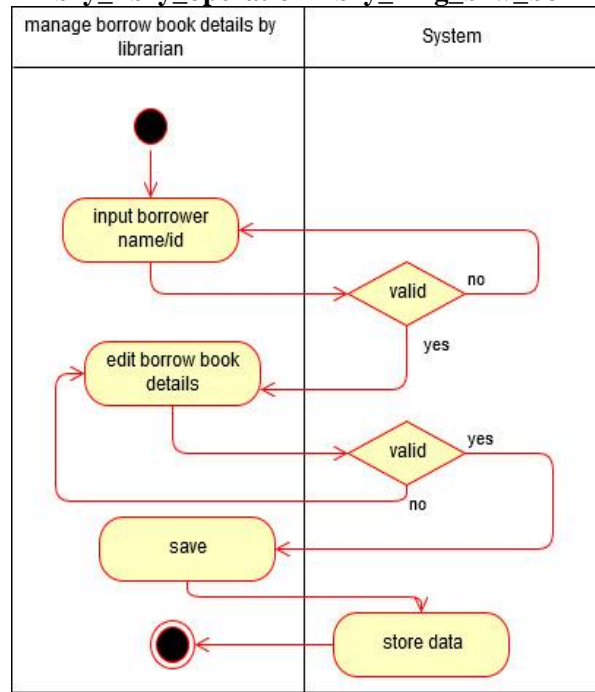 manage borrow book details by
librarian
System
input borrower
name/id
valid
no
yes
edit borrow book
details
valid
yes
no
save
store data